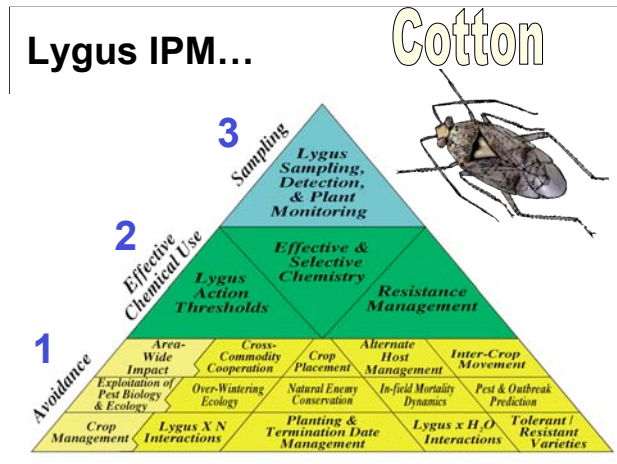 Lygus IPM…
Cotton
3
Sampling
Lygus
Sampling,
Detection,
& Plant
Monitoring
2
Effective
Chemical Use
Lygus
Action
Thresholds
Effective &
Selective
Chemistry
Resistance
Management
1
Avoidance
Area-
Wide
Impact
Cross-
Commodity
Cooperation
Crop
Placement
Alternate
Host
Management
Inter-Crop
Movement
Exploitation of
Pest Biology
& Ecology
Over-Wintering
Ecology
Natural Enemy
Conservation
In-field Mortality
Dynamics
Pest & Outbreak
Prediction
Crop
Management
Lygus X N
Interactions
Planting &
Termination Date
Management
Lygus x H₂O
Interactions
Tolerant /
Resistant
Varieties